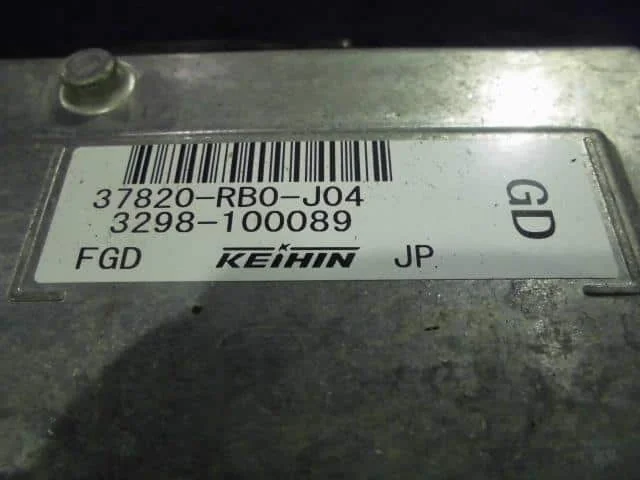 37820-RB0-J04
3298-100089
FGD KEIHIN JP
GD